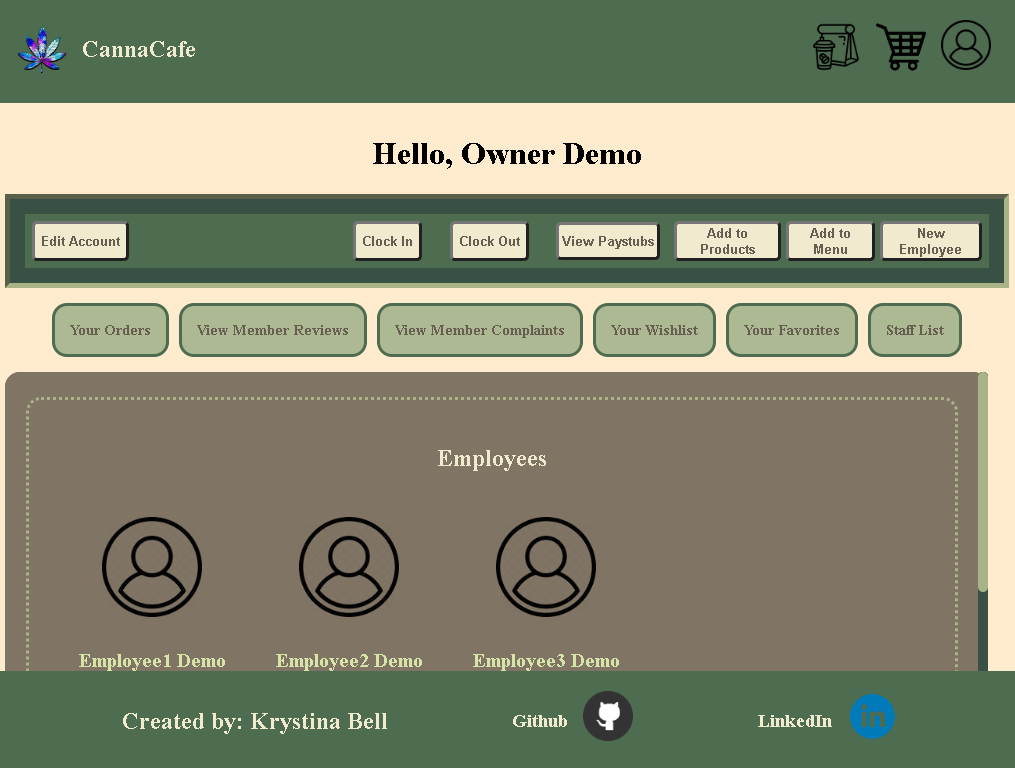 CannaCafe
Hello, Owner Demo
Edit Account
Clock In
Clock Out
View Paystubs
Add to
Products
Add to
Menu
New
Employee
Your Orders
View Member Reviews
View Member Complaints
Your Wishlist
Your Favorites
Staff List
Employees
Employee1 Demo
Employee2 Demo
Employee3 Demo
Created by: Krystina Bell
Github
LinkedIn
in